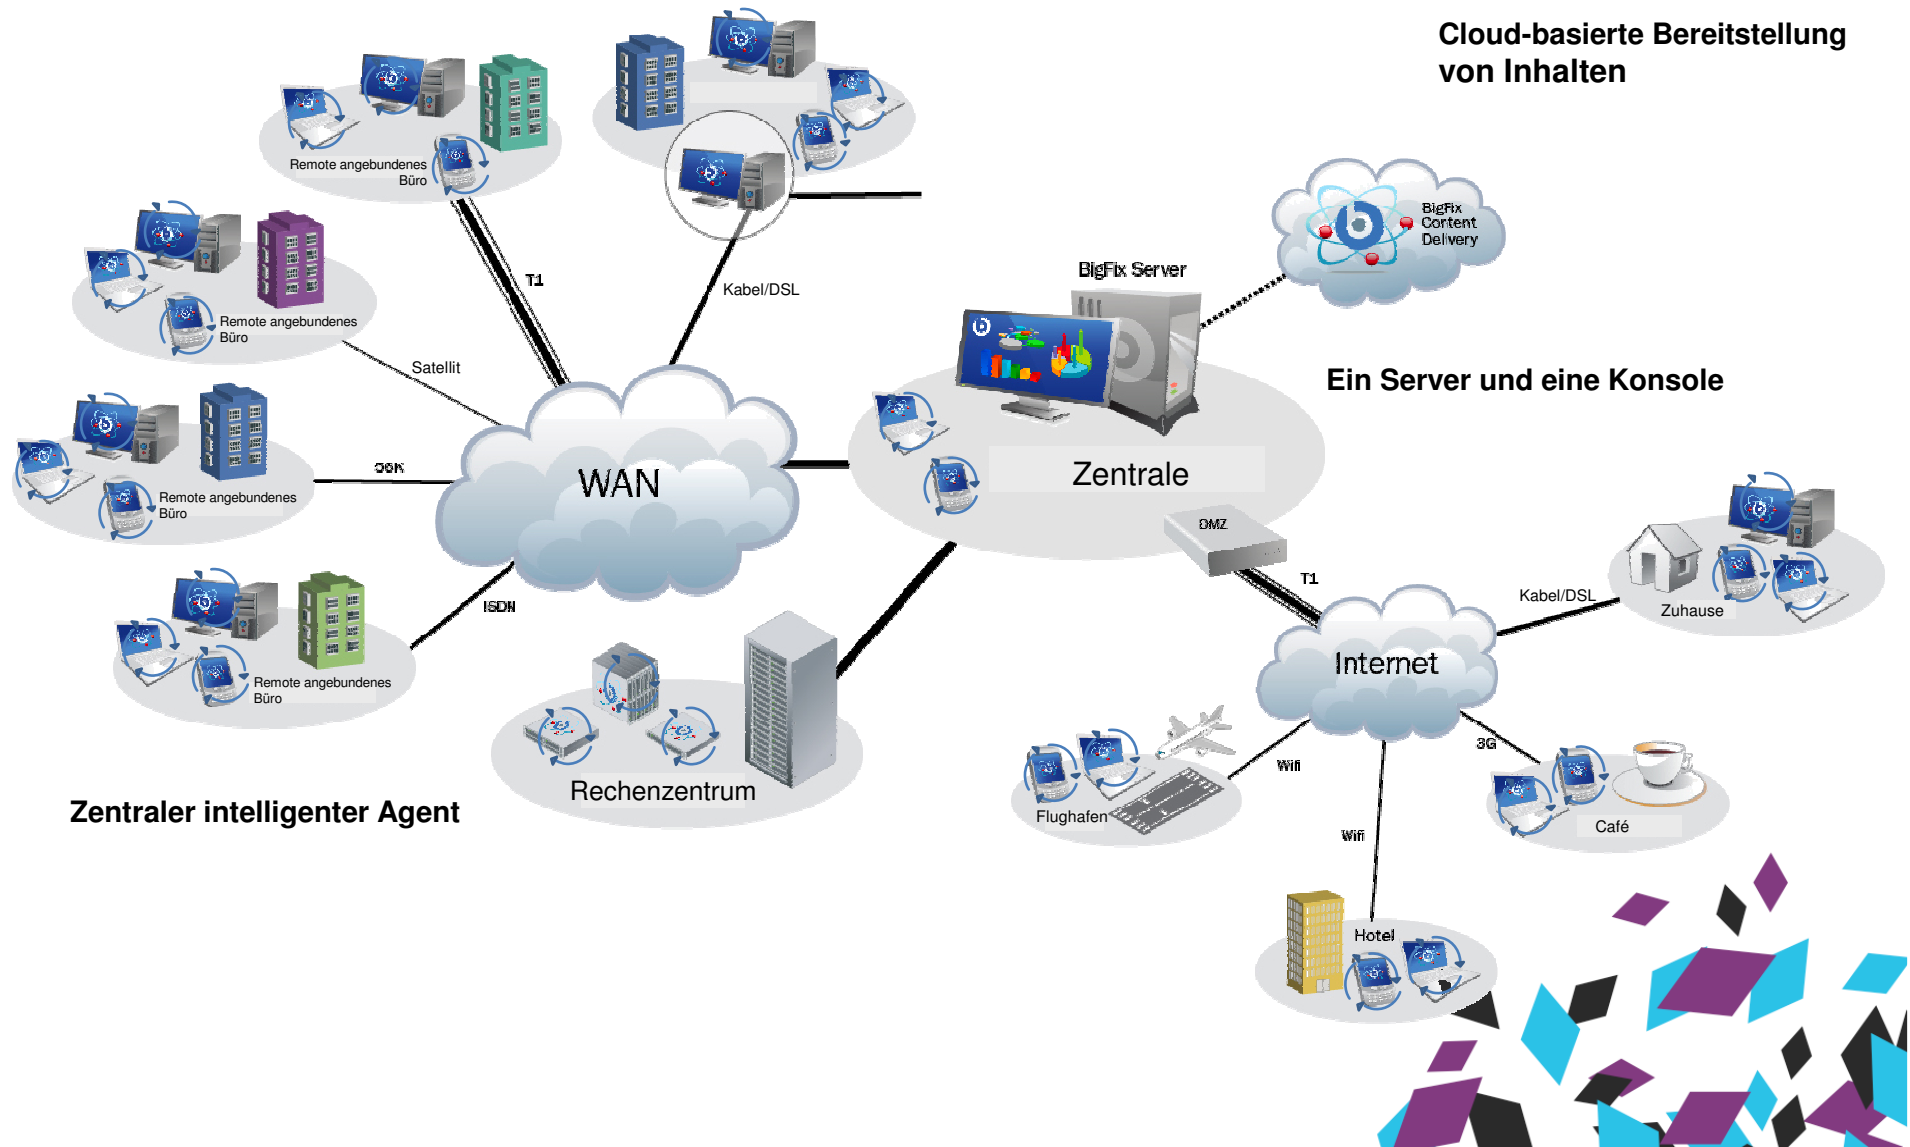 Cloud-basierte Bereitstellung
von Inhalten
Remote angebundenes
Büro
T1
Kabel/DSL
BigFix
Content
Delivery
BigFix Server
Remote angebundenes
Büro
Satellit
Ein Server und eine Konsole
WAN
Zentrale
56K
Remote angebundenes
Büro
DMZ
T1
ISDN
Kabel/DSL
Zuhause
Internet
Remote angebundenes
Büro
3G
Wifi
Rechenzentrum
Flughafen
Café
Zentraler intelligenter Agent
Wifi
Hotel